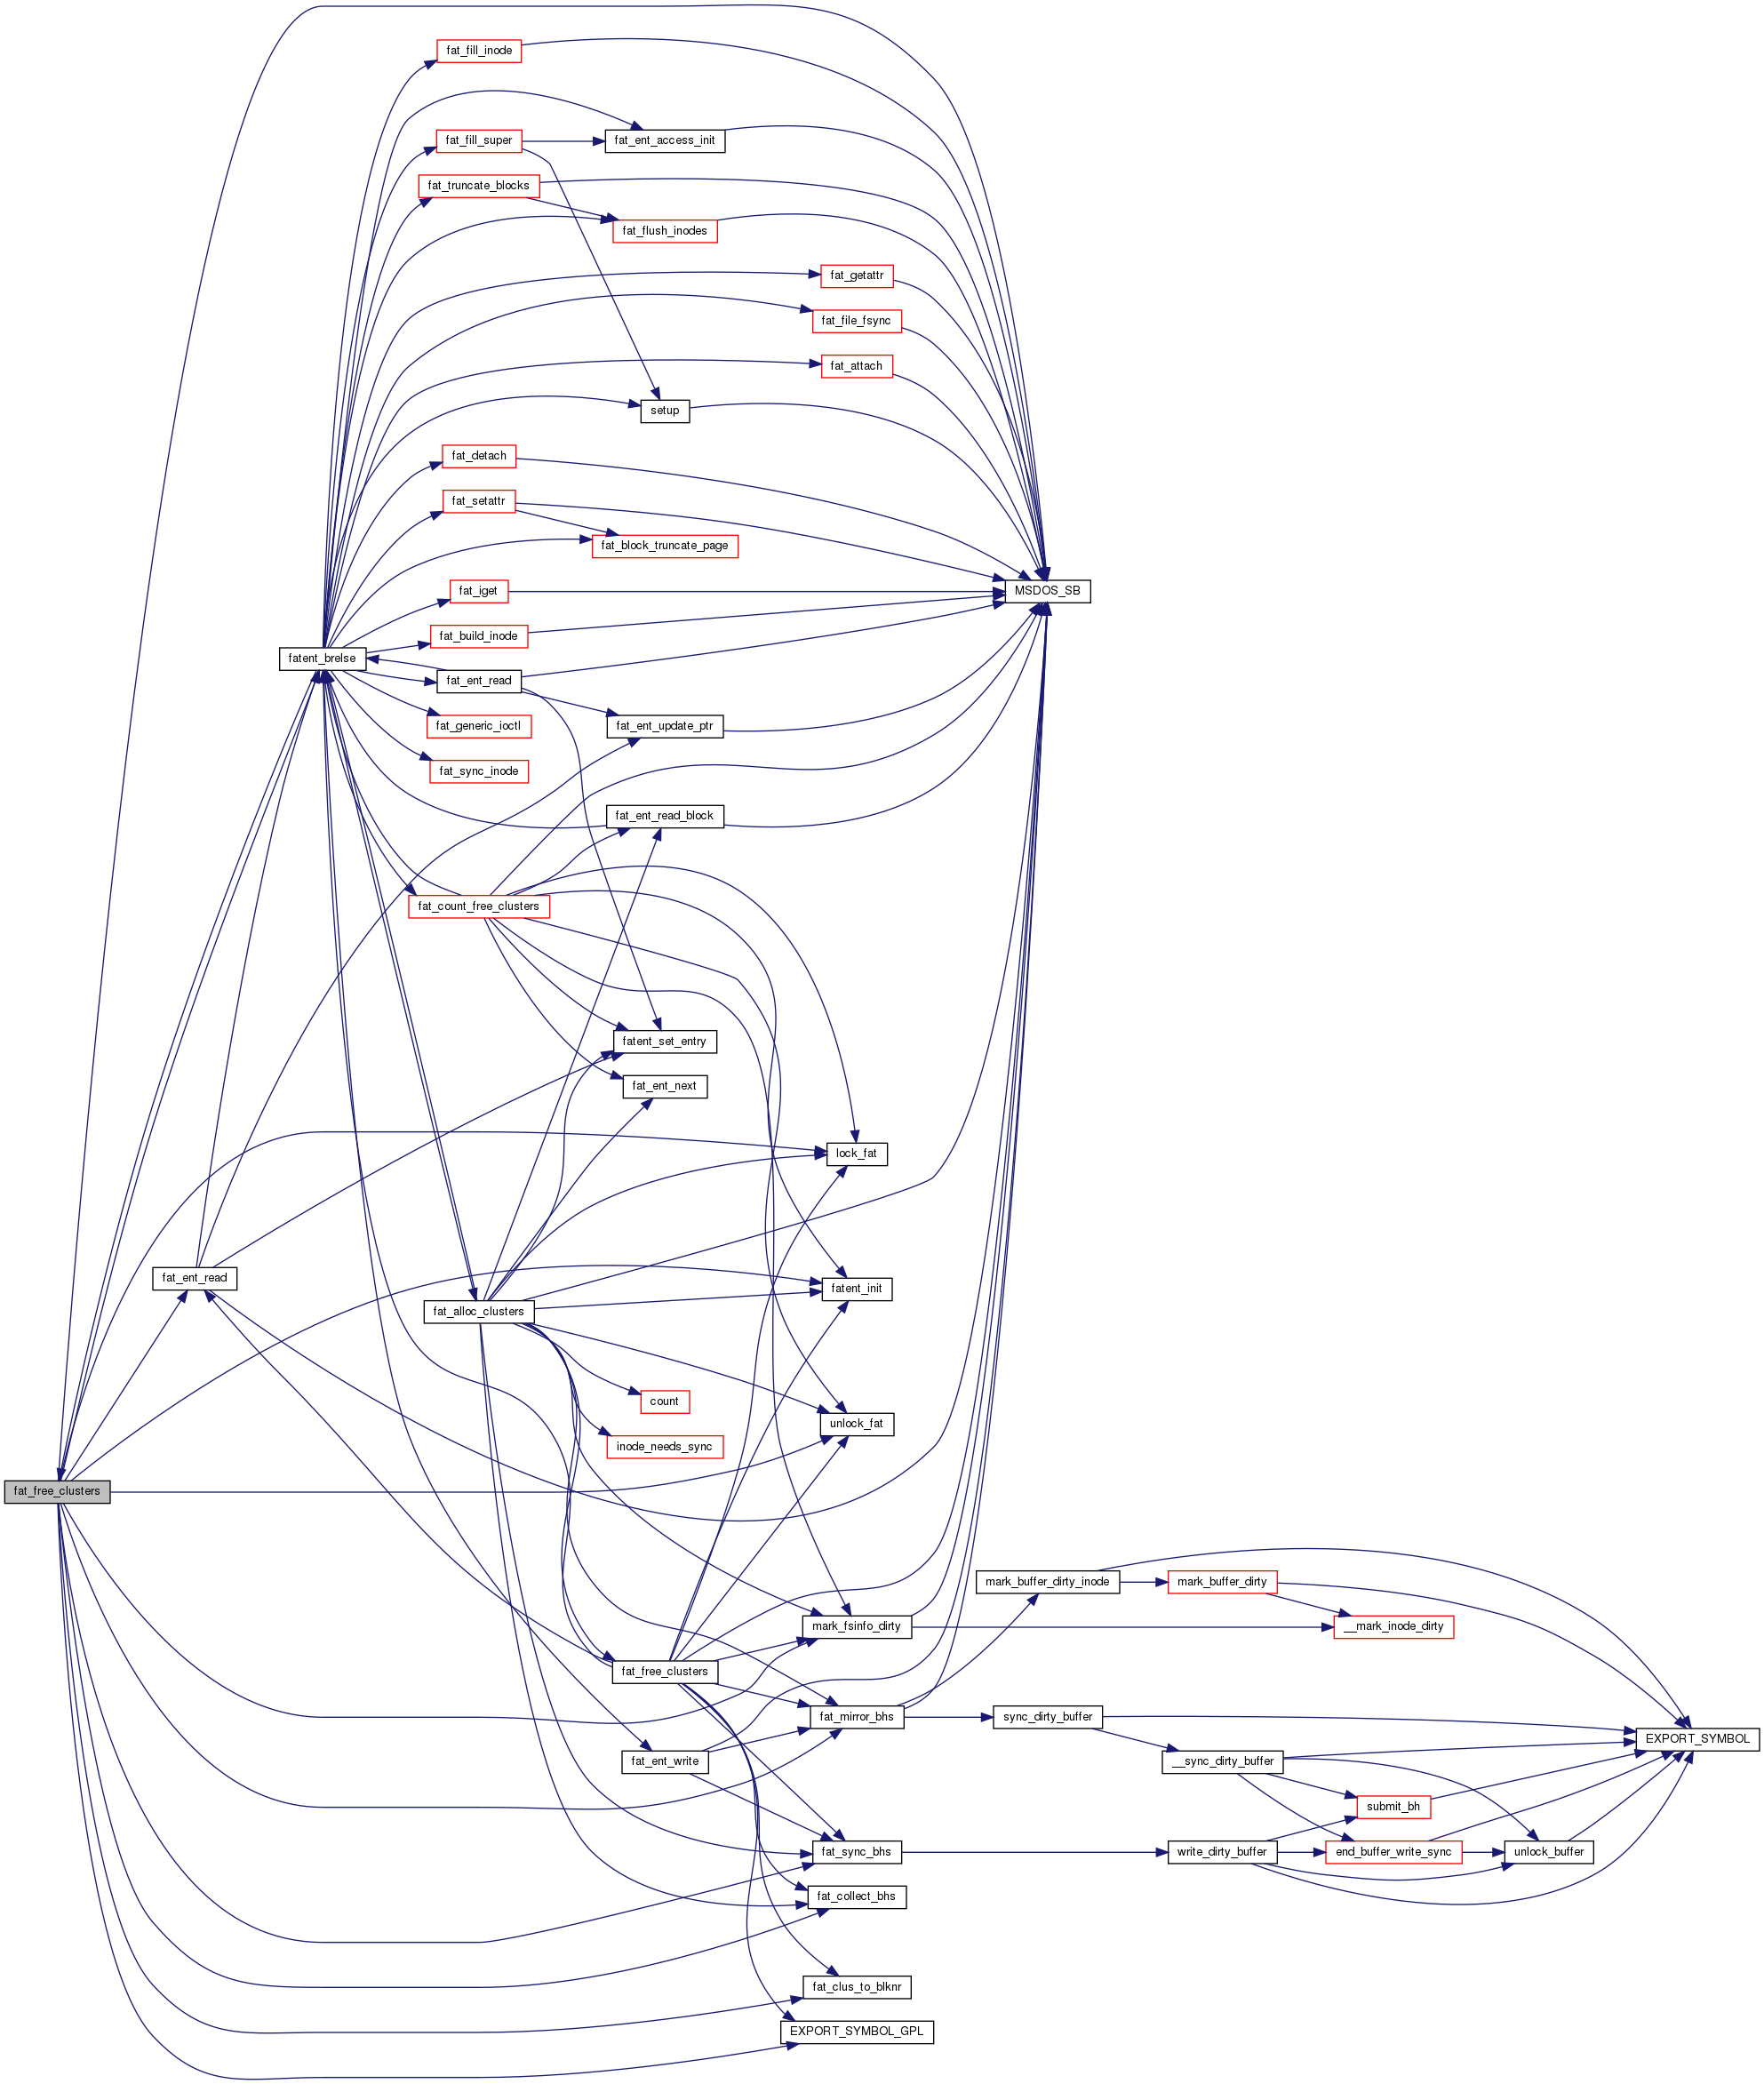 fat_fill_inode
fat_fill_super
fat_ent_access_init
fat_truncate_blocks
fat_flush_inodes
fat_getattr
fat_file_fsync
fat_attach
setup
fat_detach
fat_setattr
fat_block_truncate_page
fat_iget
MSDOS_SB
fat_build_inode
fatent_brelse
fat_ent_read
fat_generic_ioctl
fat_ent_update_ptr
fat_sync_inode
fat_ent_read_block
fat_count_free_clusters
fatent_set_entry
fat_ent_next
lock_fat
fat_ent_read
fatent_init
fat_alloc_clusters
count
unlock_fat
inode_needs_sync
fat_free_clusters
mark_buffer_dirty_inode
mark_buffer_dirty
mark_fsinfo_dirty
__mark_inode_dirty
fat_free_clusters
fat_mirror_bhs
sync_dirty_buffer
EXPORT_SYMBOL
fat_ent_write
__sync_dirty_buffer
submit_bh
fat_sync_bhs
write_dirty_buffer
end_buffer_write_sync
unlock_buffer
fat_collect_bhs
fat_clus_to_blknr
EXPORT_SYMBOL_GPL